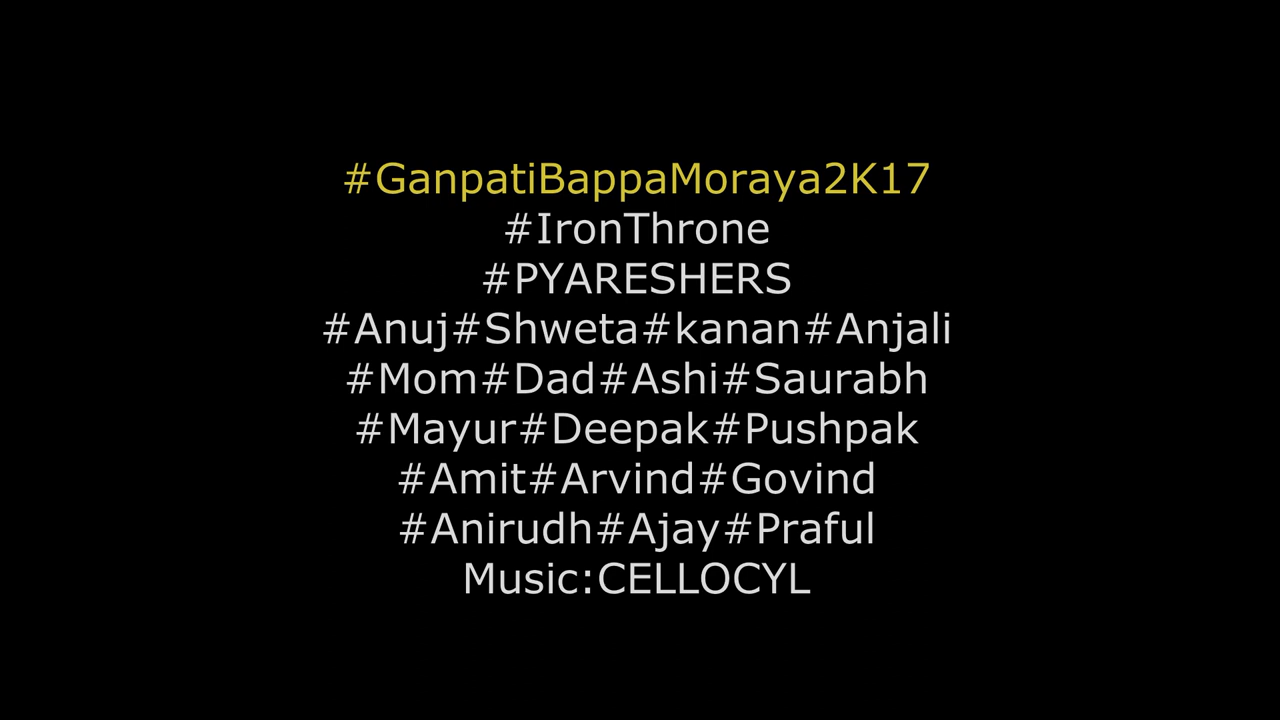 #GanpatiBappaMoraya2K17
#IronThrone
#PYARESHERS
#Anuj#Shweta#kanan#Anjali
#Mom#Dad#Ashi#Saurabh
#Mayur#Deepak#Pushpak
#Amit#Arvind#Govind
#Anirudh#Ajay#Praful
Music:CELLOCYL